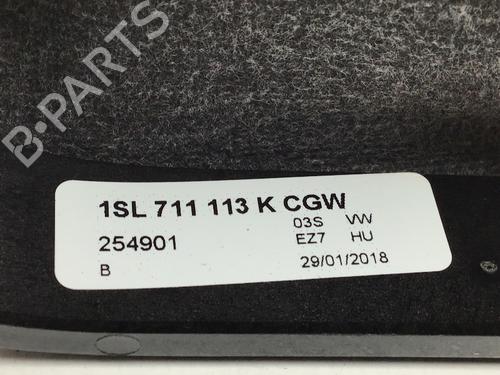 B-PARTS
1SL 711 113 K CGW
254901 03S VW
B EZ7 HU
29/01/2018